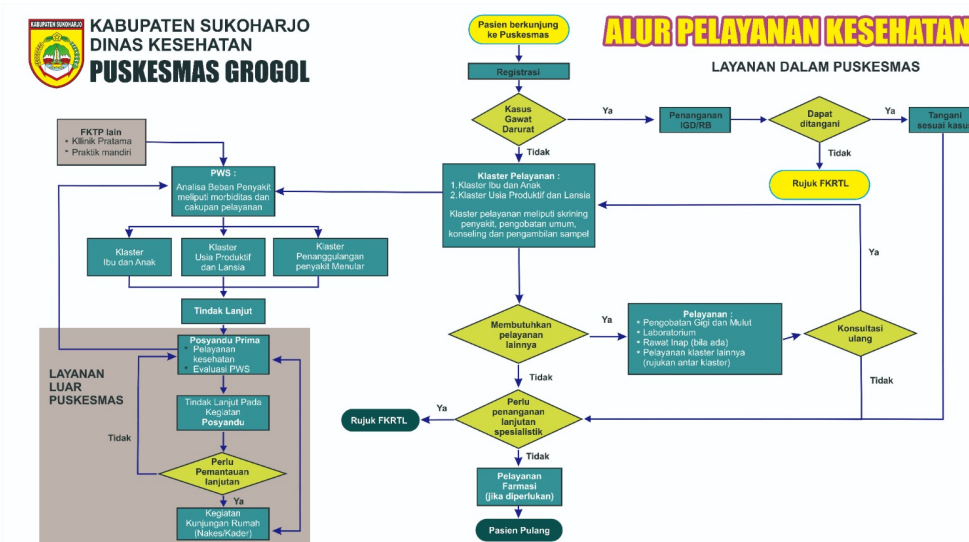 KABUPATEN SUKOHARJO
KABUPATEN SUKOHARJO
DINAS KESEHATAN
PUSKESMAS GROGOL
ALUR PELAYANAN KESEHATAN
LAYANAN DALAM PUSKESMAS
Pasien berkunjung
ke Puskesmas
Registrasi
Kasus
Gawat
Darurat
Ya
Penanganan
IGD/RB
Dapat
ditangani
Ya
Tangani
sesuai kasus
Tidak
Tidak
Rujuk FKRTL
FKTP lain
• Kllinik Pratama
• Praktik mandiri
PWS :
Analisa Beban Penyakit
meliputi morbiditas dan
cakupan pelayanan
Klaster Pelayanan :
1.Klaster Ibu dan Anak
2.Klaster Usia Produktif dan Lansia
Klaster pelayanan meliputi skrining
penyakit, pengobatan umum,
konseling dan pengambilan sampel
Klaster
Ibu dan Anak
Klaster
Usia Produktif
dan Lansia
Klaster
Penanggulangan
penyakit Menular
Ya
Tindak Lanjut
Membutuhkan
pelayanan
lainnya
Ya
Pelayanan :
• Pengobatan Gigi dan Mulut
• Laboratorium
• Rawat Inap (bila ada)
• Pelayanan klaster lainnya
(rujukan antar klaster)
Konsultasi
ulang
Tidak
Tidak
LAYANAN
LUAR
PUSKESMAS
Posyandu Prima
• Pelayanan
kesehatan
• Evaluasi PWS
Tindak Lanjut Pada
Kegiatan
Posyandu
Tidak
Perlu
Pemantauan
lanjutan
Ya
Kegiatan
Kunjungan Rumah
(Nakes/Kader)
Perlu
penanganan
lanjutan
spesialistik
Ya
Rujuk FKRTL
Tidak
Pelayanan
Farmasi
(jika diperlukan)
Pasien Pulang